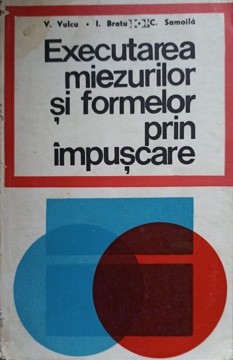 V. Vulcu • I. Bratu • C. Samoilă
Executarea
miezurilor
și formelor
prin
împușcare